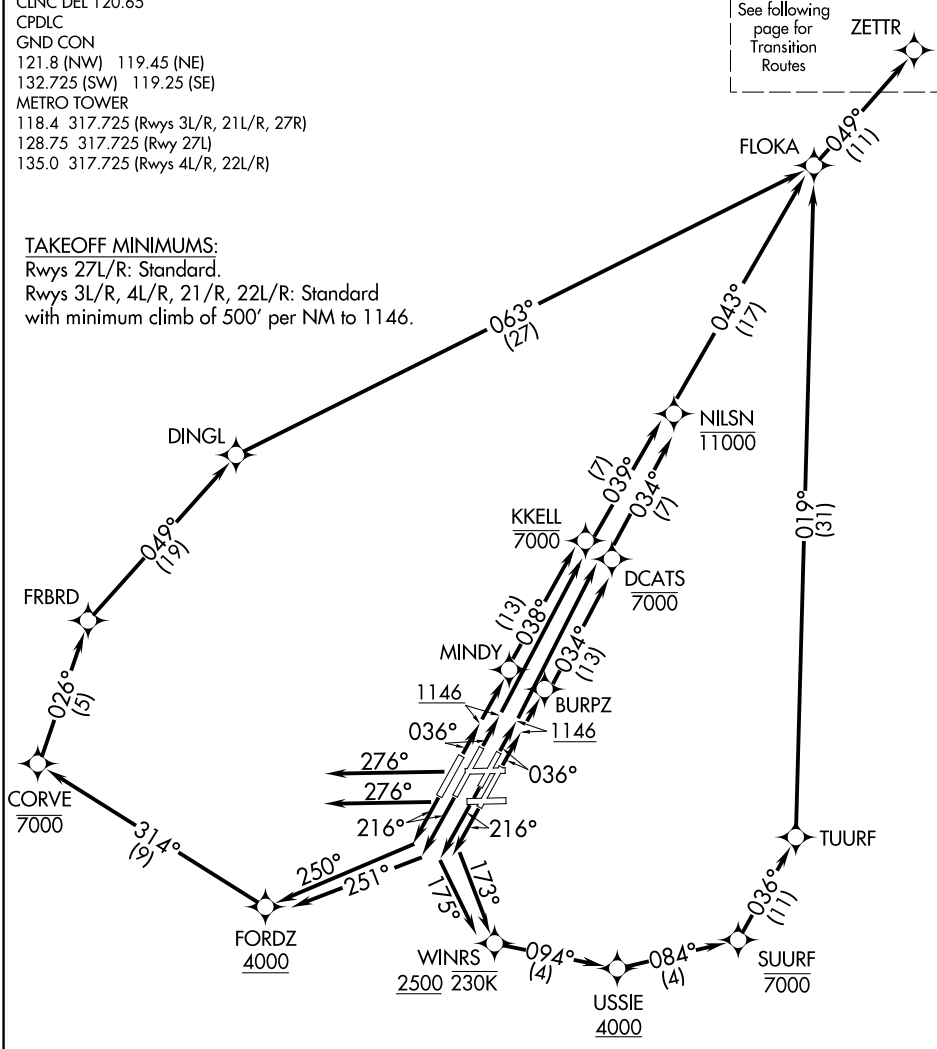 CLNC DEL 120.65
CPDLC
GND CON
121.8 (NW) 119.45 (NE)
132.725 (SW) 119.25 (SE)
METRO TOWER
118.4 317.725 (Rwys 3L/R, 21L/R, 27R)
128.75 317.725 (Rwy 27L)
135.0 317.725 (Rwys 4L/R, 22L/R)
See following
page for
Transition
Routes
ZETTR
049°
(11)
FLOKA
TAKEOFF MINIMUMS:
Rwys 27L/R: Standard.
Rwys 3L/R, 4L/R, 21/R, 22L/R: Standard
with minimum climb of 500' per NM to 1146.
063°
(27)
043°
(17)
DINGL
NILSN
11000
049°
(19)
(7)
039°
034°
(7)
019°
(31)
KKELL
7000
DCATS
7000
FRBRD
(13)
038°
034°
(13)
MINDY
BURPZ
026°
(5)
1146
1146
036°
036°
276°
276°
CORVE
7000
216°
216°
TUURF
314°
(9)
250°
251°
175°
173°
036°
(11)
FORDZ
4000
WINRS
2500 230K
094°
(4)
084°
(4)
SUURF
7000
USSIE
4000